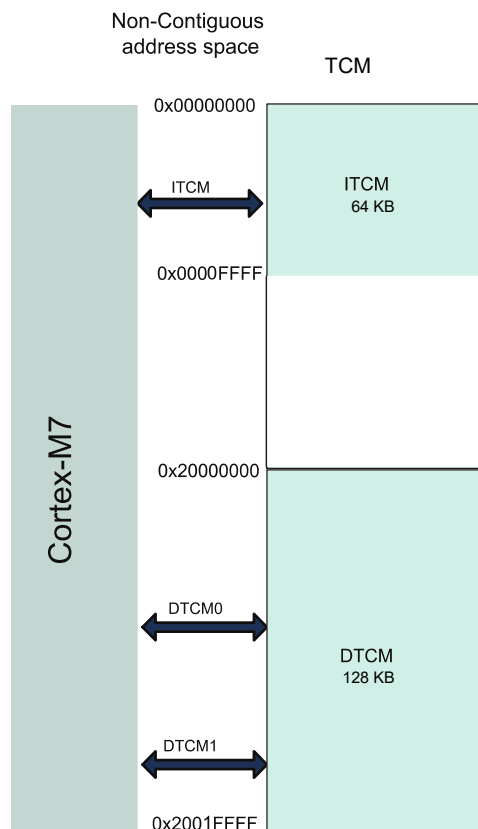 Non-Contiguous
address space
TCM
0x00000000
ITCM
ITCM
64 KB
0x0000FFFF
Cortex-M7
0x20000000
DTCM0
DTCM
128 KB
DTCM1
0x2001FFFF